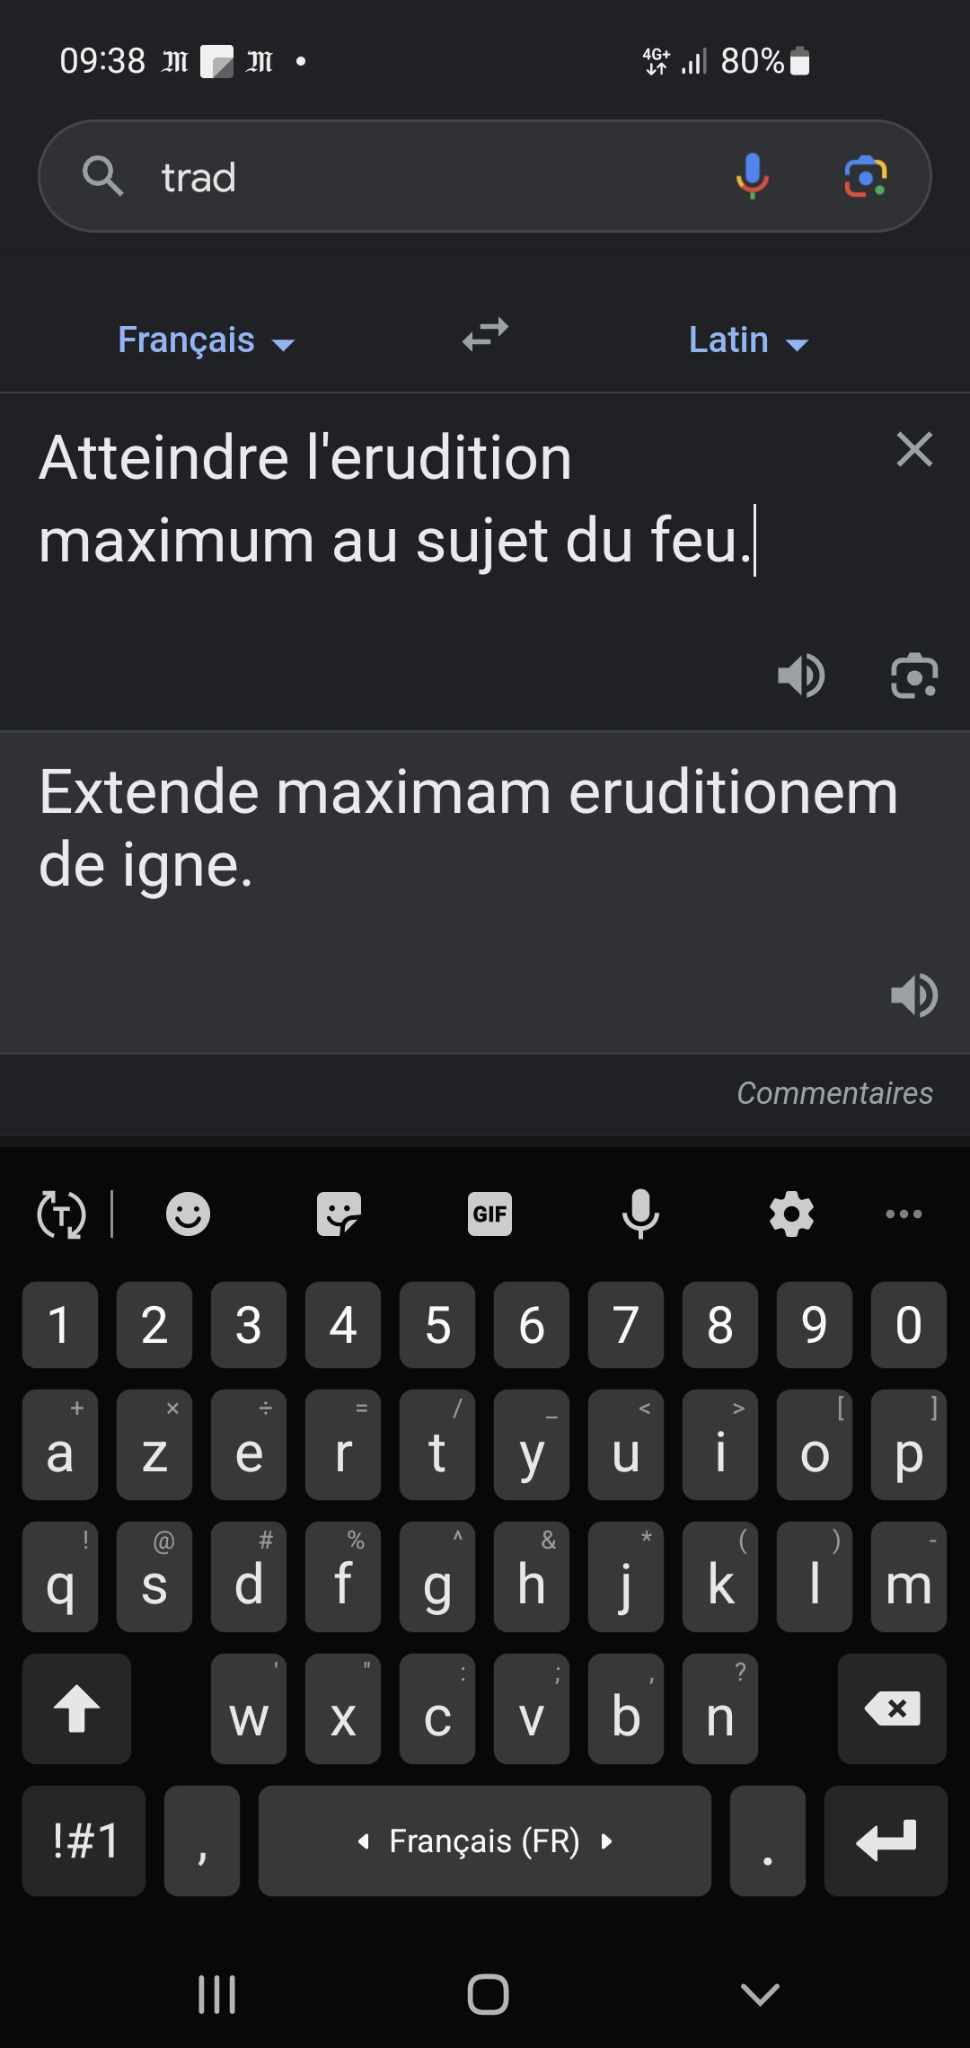 09:38 𝔐 𝔐 • 4G+ 80%
trad
Français Latin
Atteindre l'erudition
maximum au sujet du feu.
Extende maximam eruditionem
de igne.
Commentaires
T GIF ...
1 2 3 4 5 6 7 8 9 0
+ × ÷ = / _ < > [ ]
a z e r t y u i o p
! @ # % ^ & * ( ) -
q s d f g h j k l m
' " : ; , ?
w x c v b n
!#1 , Français (FR) .